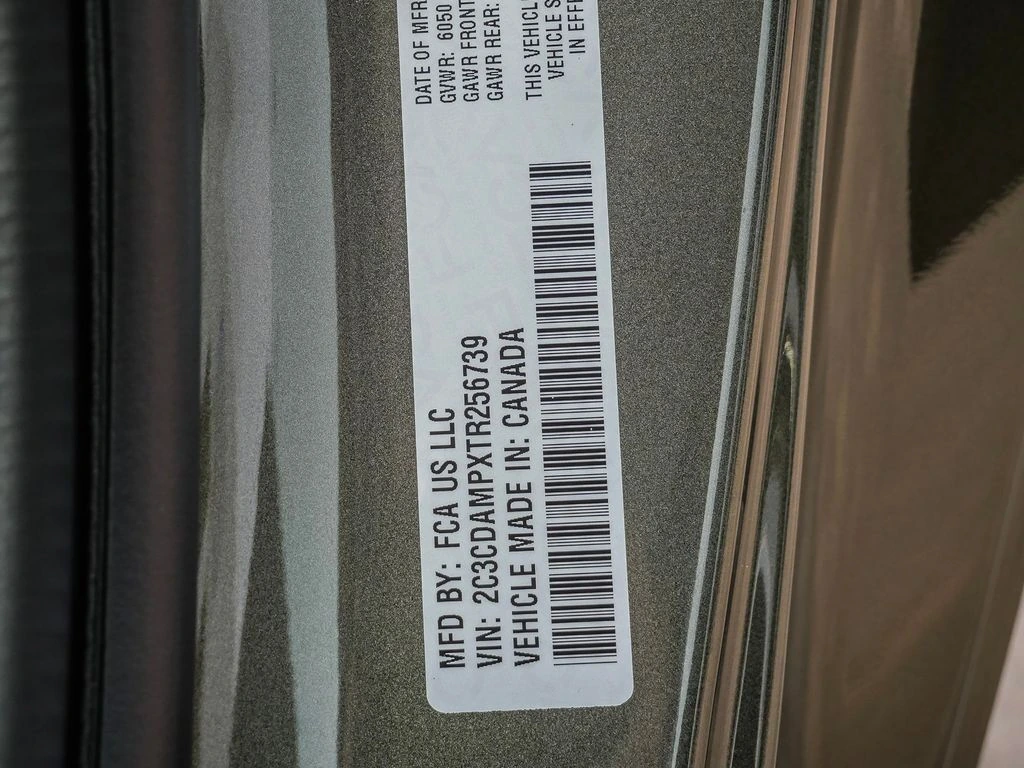 MFD BY: FCA US LLC
VIN: 2C3CDAMPXTR256739
VEHICLE MADE IN: CANADA
DATE OF MFR
GVWR: 6050
GAWR FRONT
GAWR REAR:
THIS VEHICL
VEHICLE S
IN EFF